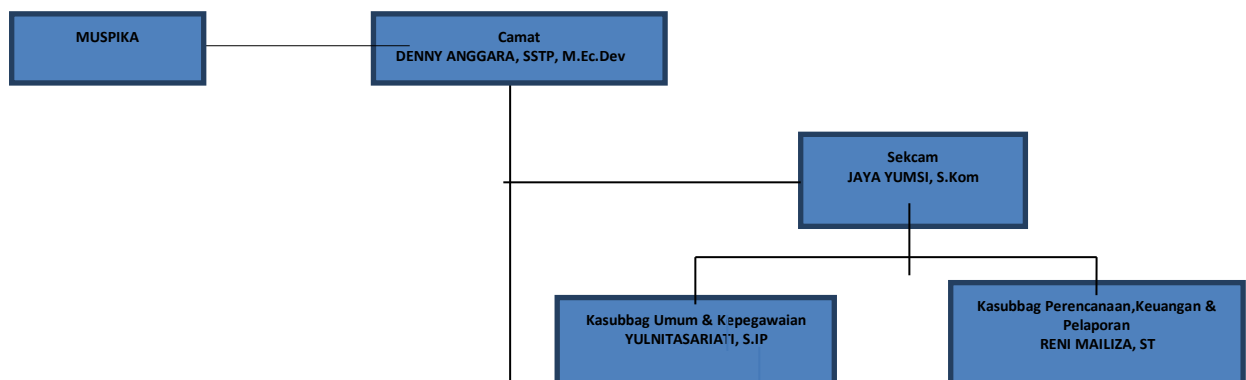 MUSPIKA
Camat
DENNY ANGGARA, SSTP, M.Ec.Dev
Sekcam
JAYA YUMSI, S.Kom
Kasubbag Umum & Kepegawaian
YULNITASARIATI, S.IP
Kasubbag Perencanaan,Keuangan &
Pelaporan
RENI MAILIZA, ST